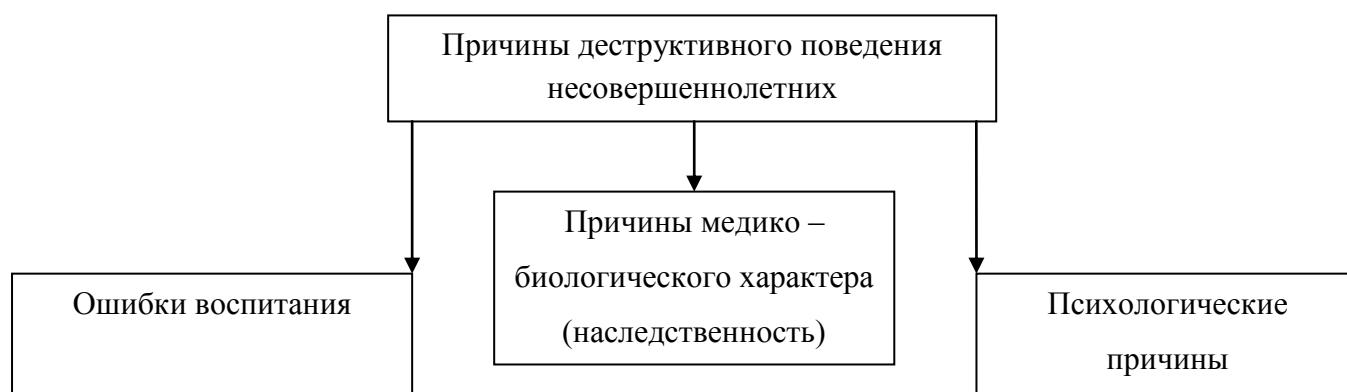 Причины деструктивного поведения
несовершеннолетних
Причины медико –
биологического характера
(наследственность)
Ошибки воспитания
Психологические
причины